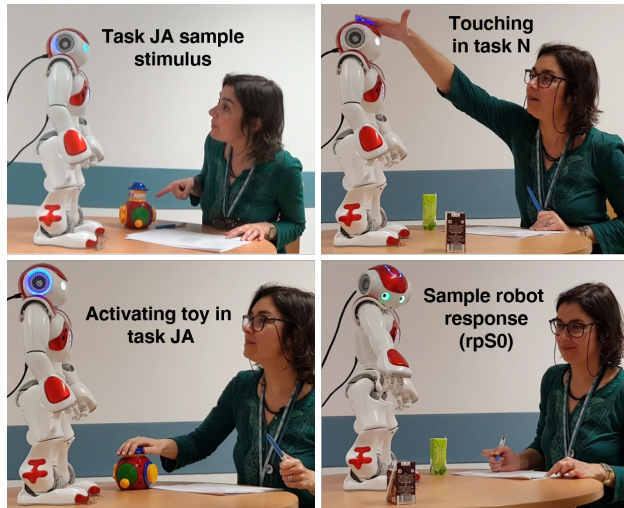 Task JA sample
stimulus
Touching
in task N
Activating toy in
task JA
Sample robot
response
(rpS0)